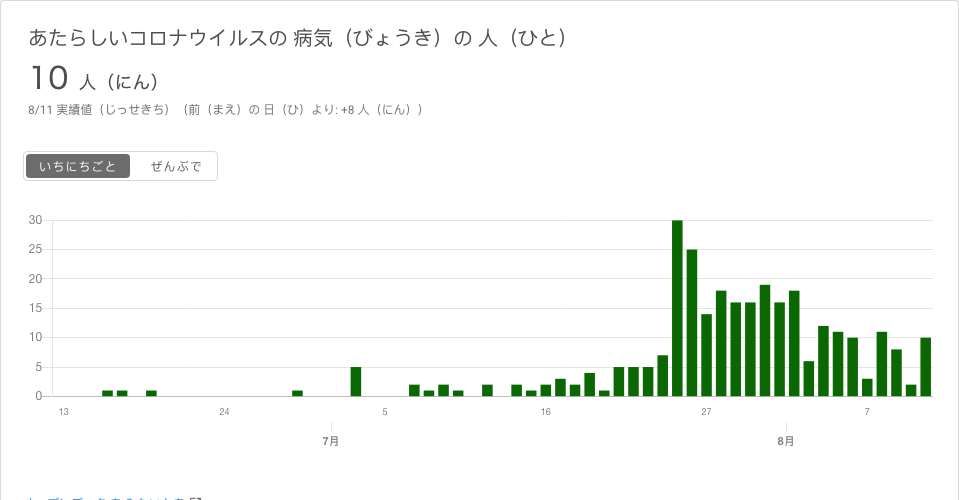 あたらしいコロナウイルスの 病気（びょうき）の 人（ひと）
10 人（にん）
8/11 実績値（じっせきち）（前（まえ）の 日（ひ）より: +8 人（にん））
いちにちごと ぜんぶで
30
25
20
15
10
5
0
13 24 5 16 27 7
7月 8月